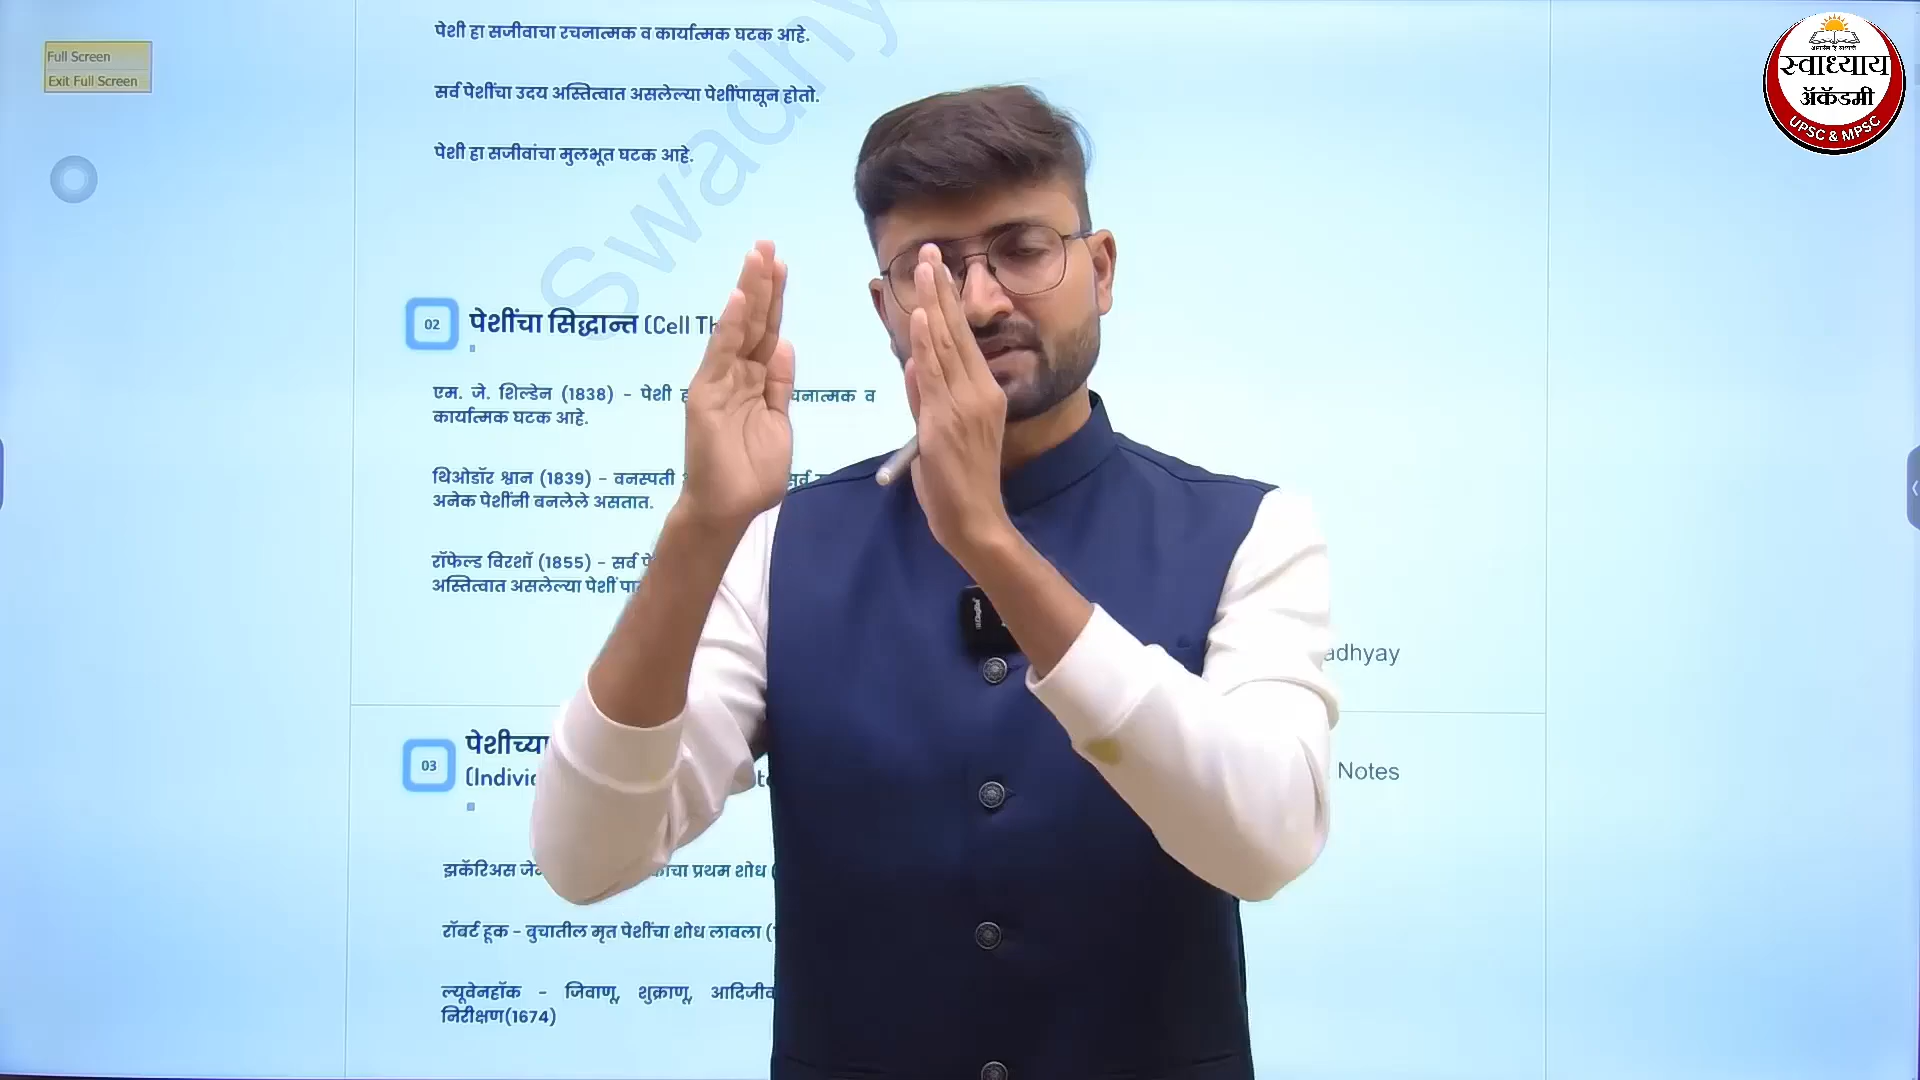 Full Screen
Exit Full Screen
स्वाध्याय
ॲकॅडमी
UPSC & MPSC
Swadhy
पेशी हा सजीवाचा रचनात्मक व कार्यात्मक घटक आहे.
सर्व पेशींचा उदय अस्तित्वात असलेल्या पेशींपासून होतो.
पेशी हा सजीवांचा मुलभूत घटक आहे.
02 पेशींचा सिद्धान्त (Cell Th
एम. जे. शिल्डेन (1838) - पेशी ह चनात्मक व
कार्यात्मक घटक आहे.
थिओडॉर श्वान (1839) - वनस्पती सर्व
अनेक पेशींनी बनलेले असतात.
रॉफेल्ड विरशॉ (1855) - सर्व पे
अस्तित्वात असलेल्या पेशीं पा
adhyay
03 पेशीच्या
(Indivi
Notes
झकॅरिअस जे काचा प्रथम शोध (
रॉबर्ट हूक - बुचातील मृत पेशींचा शोध लावला (
ल्यूवेनहॉक - जिवाणू, शुक्राणू, आदिजीव
निरीक्षण(1674)